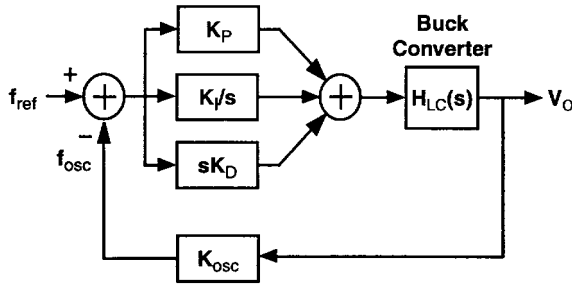 Buck
Converter
K_P
f_ref
+
+
−
K_I/s
+
H_LC(s)
V_O
f_osc
sK_D
K_osc